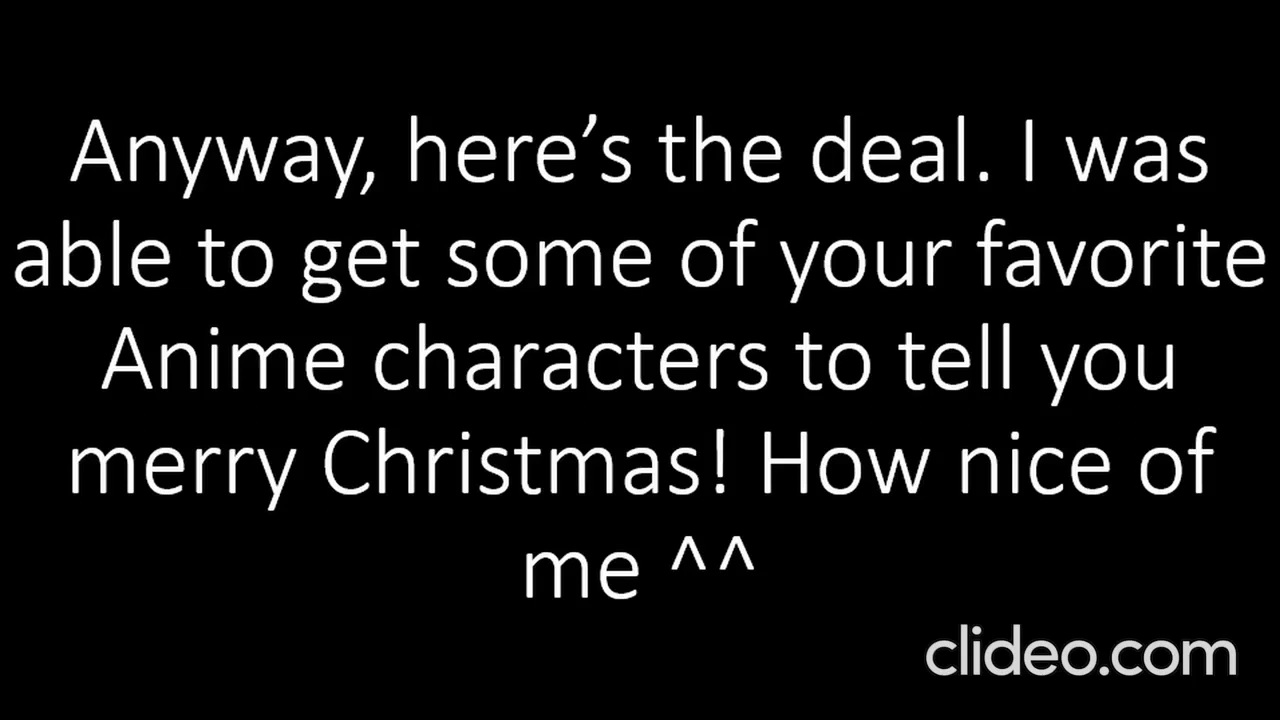 Anyway, here’s the deal. I was
able to get some of your favorite
Anime characters to tell you
merry Christmas! How nice of
me ^^
clideo.com